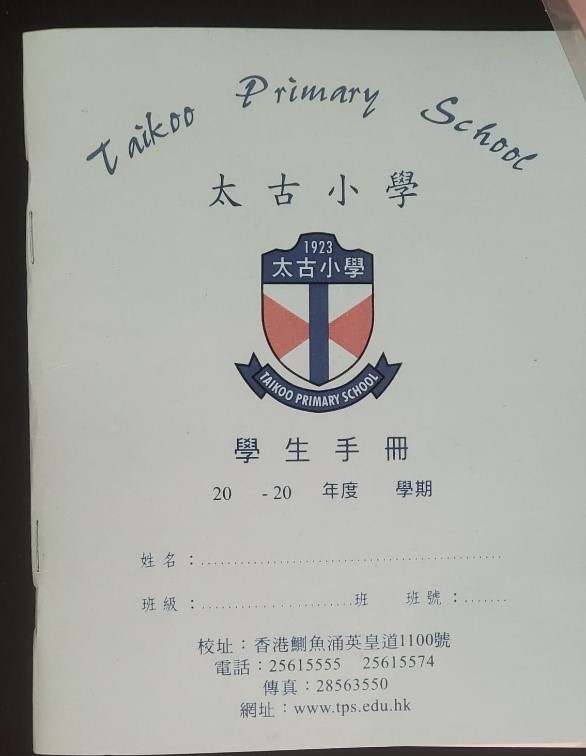 Taikoo Primary School
太古小學
1923
太古小學
TAIKOO PRIMARY SCHOOL
學生手冊
20 - 20 年度 學期
姓名：................................................
班級：........................班 班號：.......
校址：香港鰂魚涌英皇道1100號
電話：25615555 25615574
傳真：28563550
網址：www.tps.edu.hk